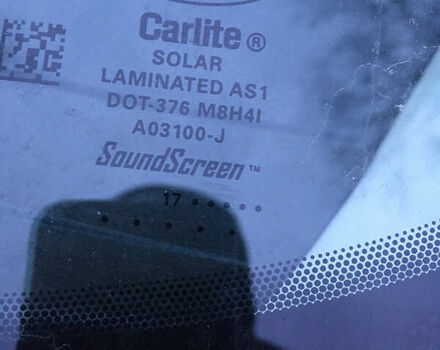 Carlite®
SOLAR
LAMINATED AS1
DOT-376 M8H4I
A03100-J
SoundScreen™
17